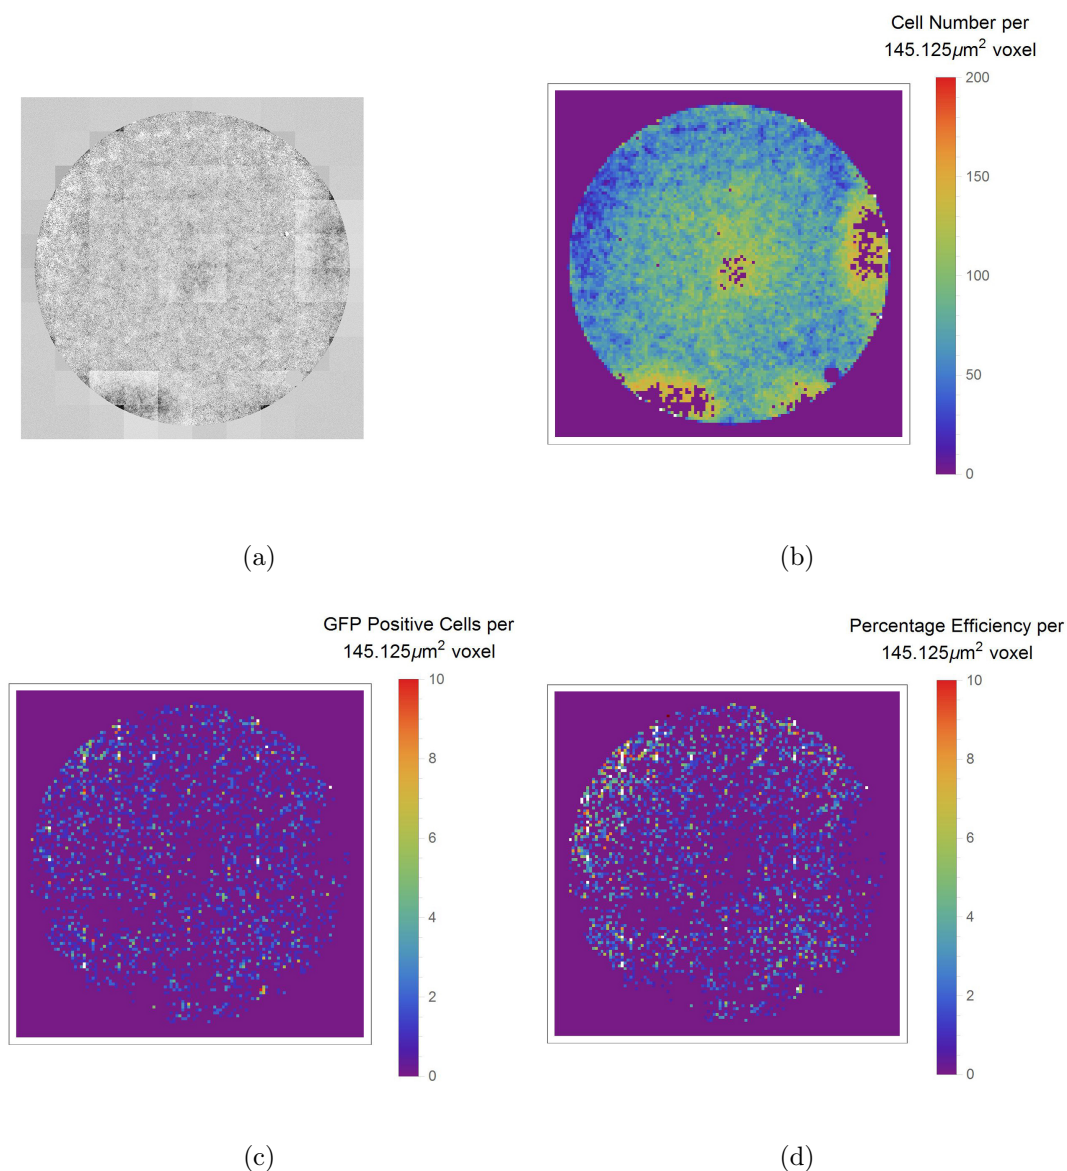 Cell Number per
145.125μm² voxel
200
150
100
50
0
(a)
(b)
GFP Positive Cells per
145.125μm² voxel
10
8
6
4
2
0
Percentage Efficiency per
145.125μm² voxel
10
8
6
4
2
0
(c)
(d)